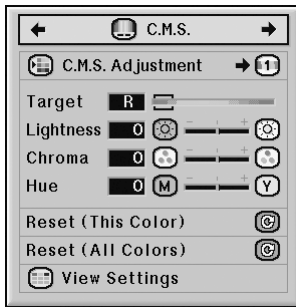 C.M.S.
C.M.S. Adjustment 1
Target R
Lightness 0 − +
Chroma 0 − +
Hue 0 M − + Y
Reset (This Color)
Reset (All Colors)
View Settings